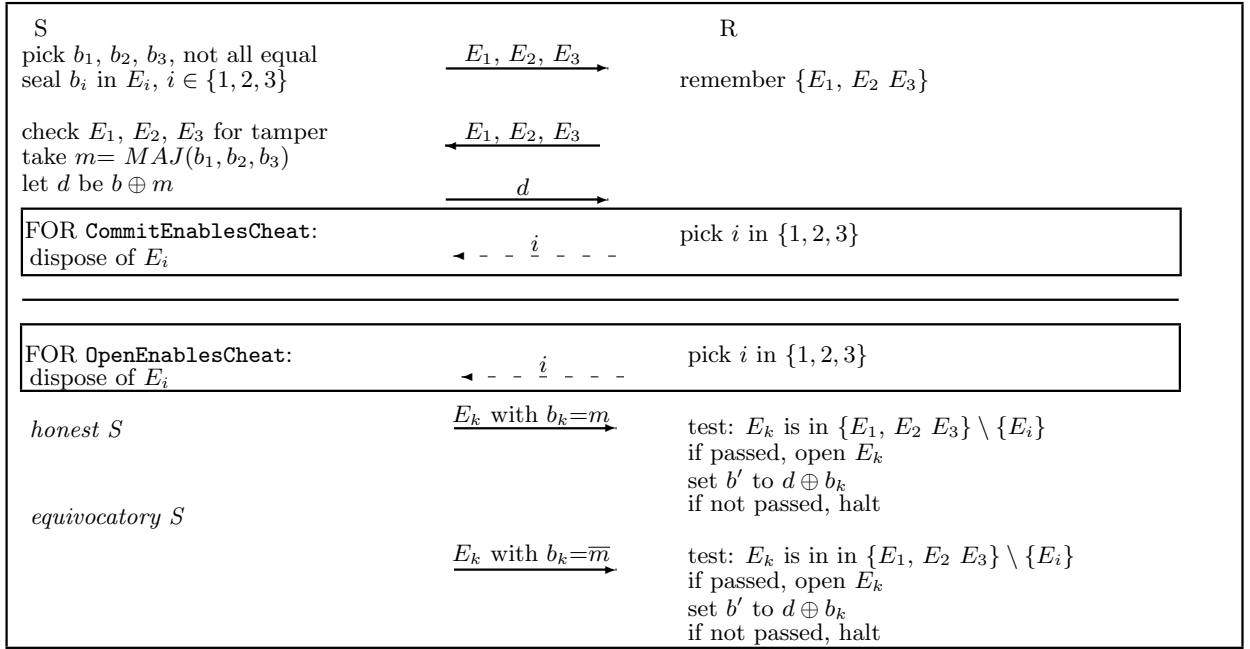 S R
pick b₁, b₂, b₃, not all equal E₁, E₂, E₃
seal bᵢ in Eᵢ, i ∈ {1, 2, 3} remember {E₁, E₂ E₃}
check E₁, E₂, E₃ for tamper E₁, E₂, E₃
take m= MAJ(b₁, b₂, b₃)
let d be b ⊕ m d
FOR CommitEnablesCheat: i pick i in {1, 2, 3}
dispose of Eᵢ
FOR OpenEnablesCheat: i pick i in {1, 2, 3}
dispose of Eᵢ
honest S Eₖ with bₖ=m test: Eₖ is in {E₁, E₂ E₃} \ {Eᵢ}
if passed, open Eₖ
set b′ to d ⊕ bₖ
if not passed, halt
equivocatory S
Eₖ with bₖ=m̅ test: Eₖ is in in {E₁, E₂ E₃} \ {Eᵢ}
if passed, open Eₖ
set b′ to d ⊕ bₖ
if not passed, halt